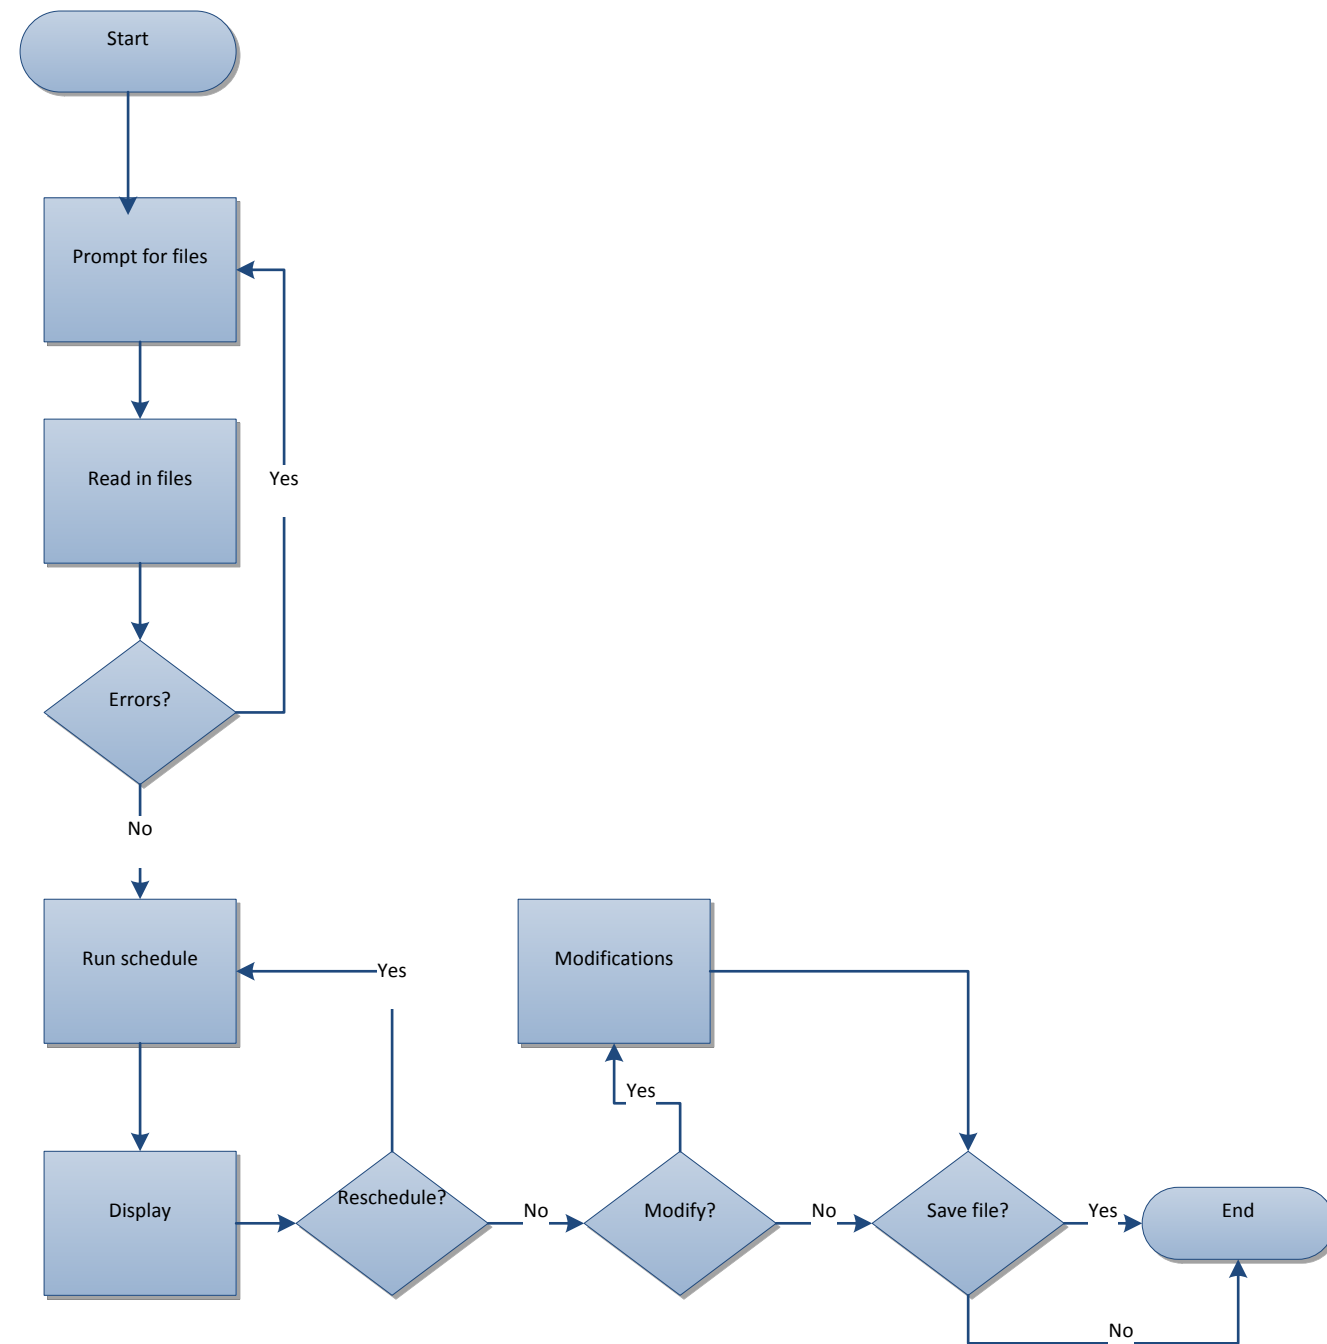 Start
Prompt for files
Read in files
Yes
Errors?
No
Run schedule
Yes
Modifications
Yes
Display
Reschedule?
No
Modify?
No
Save file?
Yes
End
No